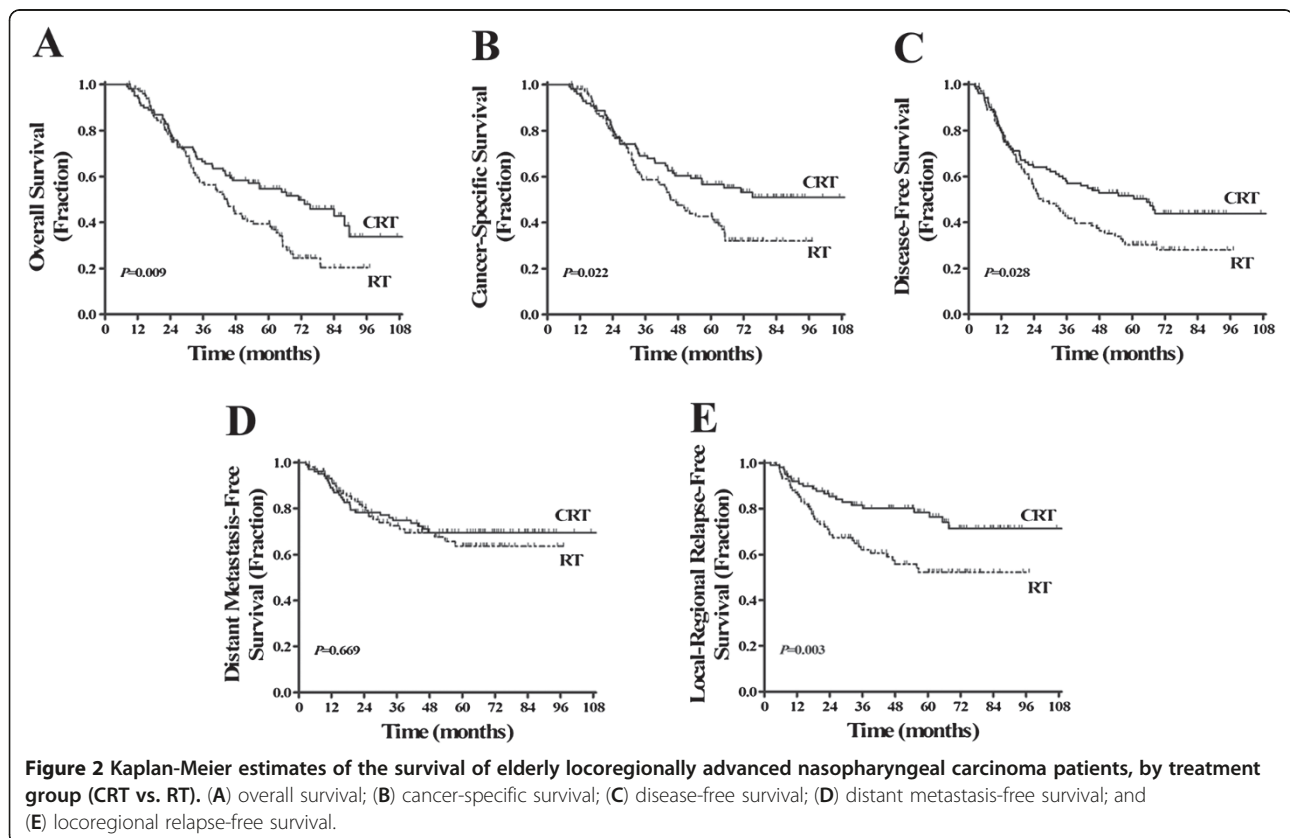 A
Overall Survival
(Fraction)
1.0
0.8
0.6
0.4
0.2
0.0
CRT
RT
P=0.009
0 12 24 36 48 60 72 84 96 108
Time (months)
B
Cancer-Specific Survival
(Fraction)
1.0
0.8
0.6
0.4
0.2
0.0
CRT
RT
P=0.022
0 12 24 36 48 60 72 84 96 108
Time (months)
C
Disease-Free Survival
(Fraction)
1.0
0.8
0.6
0.4
0.2
0.0
CRT
RT
P=0.028
0 12 24 36 48 60 72 84 96 108
Time (months)
D
Distant Metastasis-Free
Survival (Fraction)
1.0
0.8
0.6
0.4
0.2
0.0
CRT
RT
P=0.669
0 12 24 36 48 60 72 84 96 108
Time (months)
E
Local-Regional Relapse-Free
Survival (Fraction)
1.0
0.8
0.6
0.4
0.2
0.0
CRT
RT
P=0.003
0 12 24 36 48 60 72 84 96 108
Time (months)
Figure 2 Kaplan-Meier estimates of the survival of elderly locoregionally advanced nasopharyngeal carcinoma patients, by treatment
group (CRT vs. RT). (A) overall survival; (B) cancer-specific survival; (C) disease-free survival; (D) distant metastasis-free survival; and
(E) locoregional relapse-free survival.